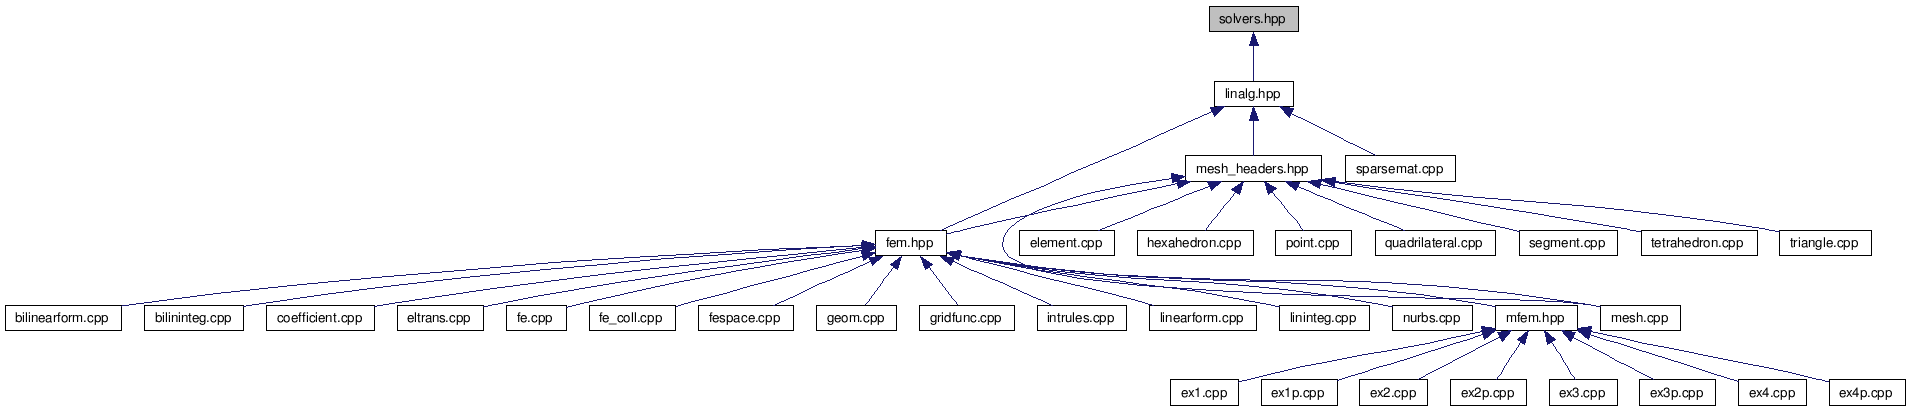 solvers.hpp
linalg.hpp
mesh_headers.hpp
sparsemat.cpp
fem.hpp
element.cpp
hexahedron.cpp
point.cpp
quadrilateral.cpp
segment.cpp
tetrahedron.cpp
triangle.cpp
bilinearform.cpp
bilininteg.cpp
coefficient.cpp
eltrans.cpp
fe.cpp
fe_coll.cpp
fespace.cpp
geom.cpp
gridfunc.cpp
intrules.cpp
linearform.cpp
lininteg.cpp
nurbs.cpp
mfem.hpp
mesh.cpp
ex1.cpp
ex1p.cpp
ex2.cpp
ex2p.cpp
ex3.cpp
ex3p.cpp
ex4.cpp
ex4p.cpp